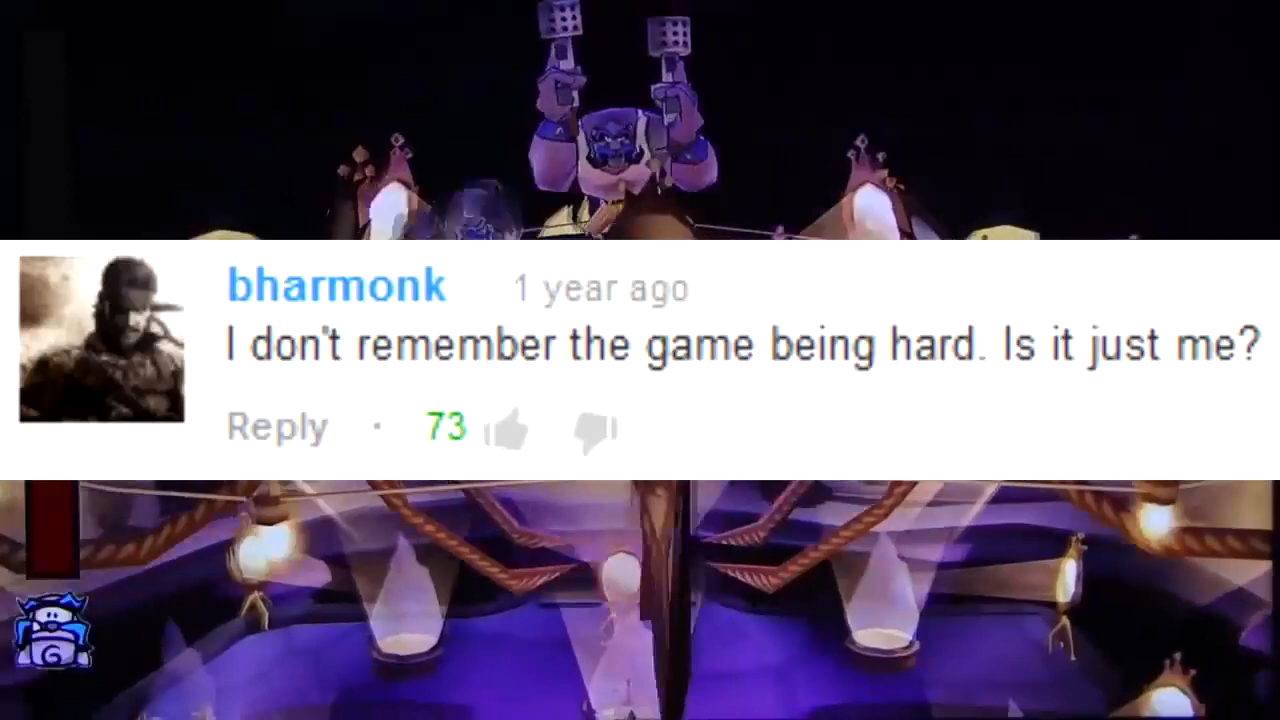 bharmonk 1 year ago
I don't remember the game being hard. Is it just me?
Reply · 73